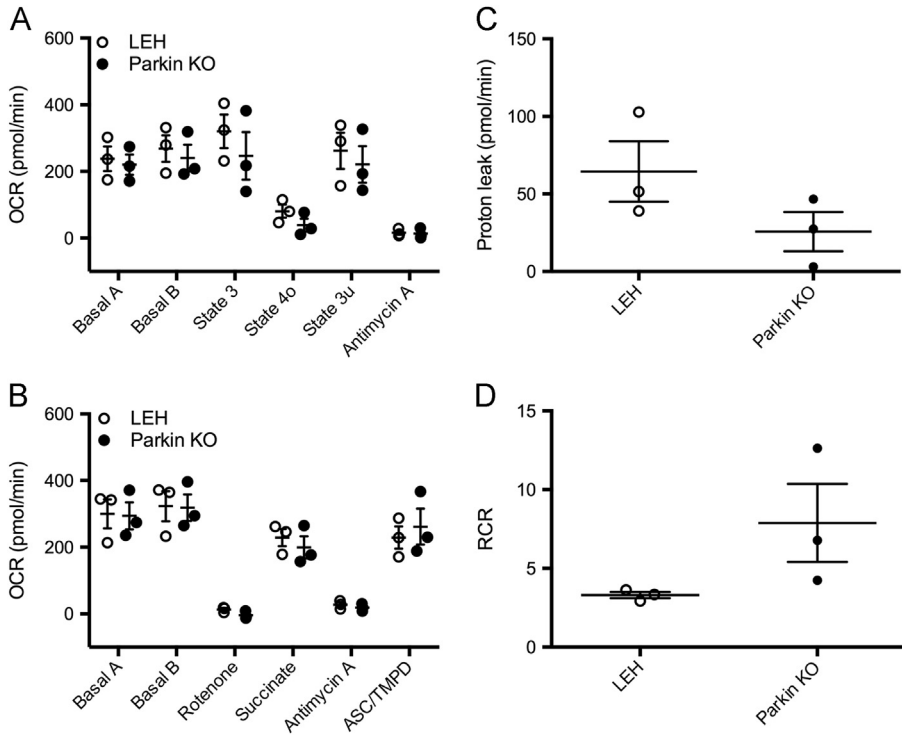 A
OCR (pmol/min)
600
400
200
0
LEH
Parkin KO
Basal A
Basal B
State 3
State 4o
State 3u
Antimycin A
C
Proton leak (pmol/min)
150
100
50
0
LEH
Parkin KO
B
OCR (pmol/min)
600
400
200
0
LEH
Parkin KO
Basal A
Basal B
Rotenone
Succinate
Antimycin A
ASC/TMPD
D
RCR
15
10
5
0
LEH
Parkin KO